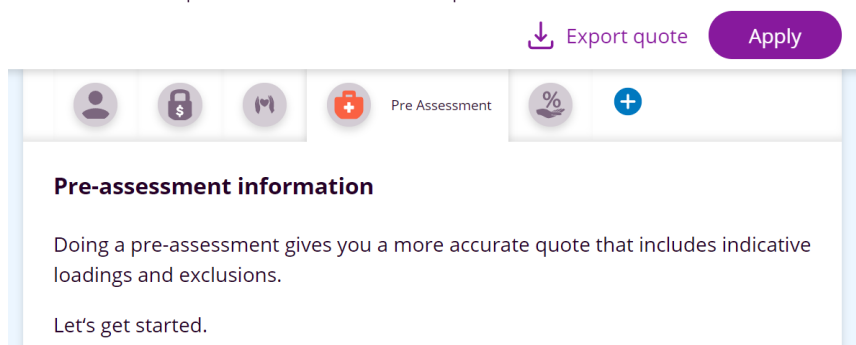 Export quote
Apply
$
Pre Assessment
%
Pre-assessment information
Doing a pre-assessment gives you a more accurate quote that includes indicative
loadings and exclusions.
Let's get started.